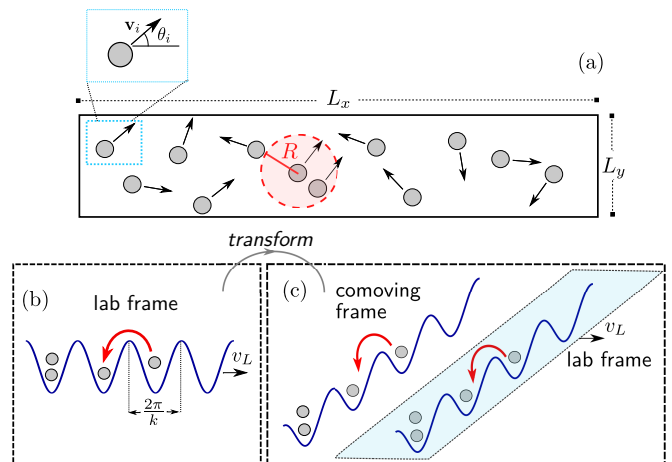 v_i
θ_i
(a)
L_x
R
L_y
transform
(b)
lab frame
v_L
2π
k
(c)
comoving
frame
v_L
lab frame